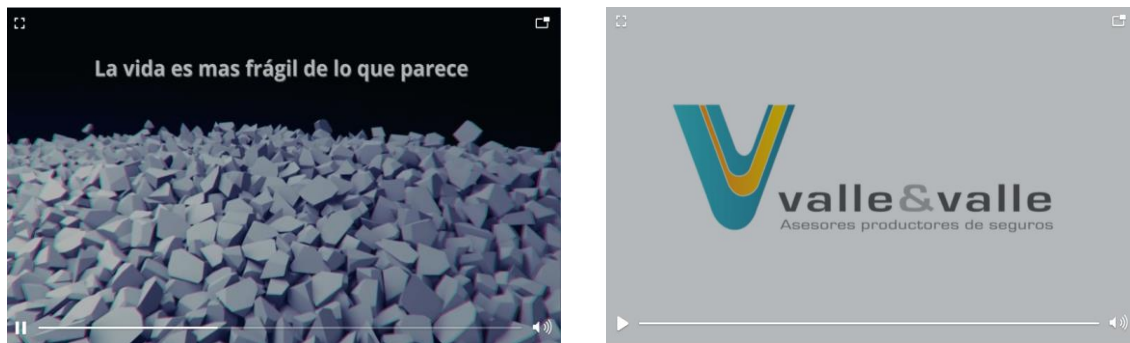 La vida es mas frágil de lo que parece
valle&valle
Asesores productores de seguros